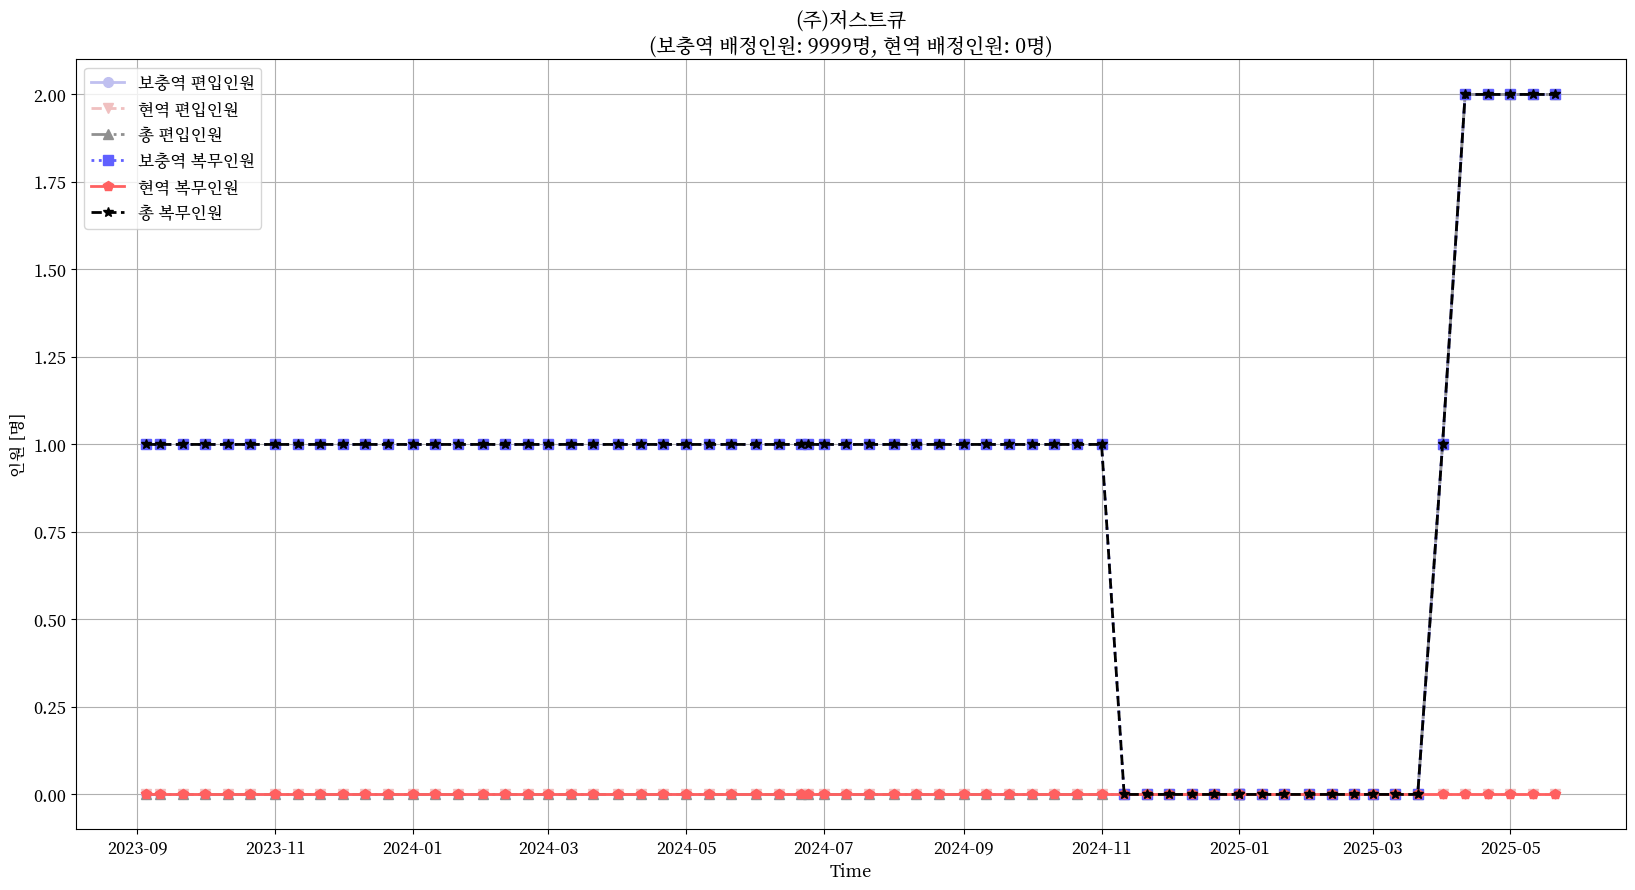 (주)저스트큐
(보충역 배정인원: 9999명, 현역 배정인원: 0명)
보충역 편입인원
현역 편입인원
총 편입인원
보충역 복무인원
현역 복무인원
총 복무인원
2.00
1.75
1.50
1.25
1.00
0.75
0.50
0.25
0.00
인원 [명]
2023-09 2023-11 2024-01 2024-03 2024-05 2024-07 2024-09 2024-11 2025-01 2025-03 2025-05
Time